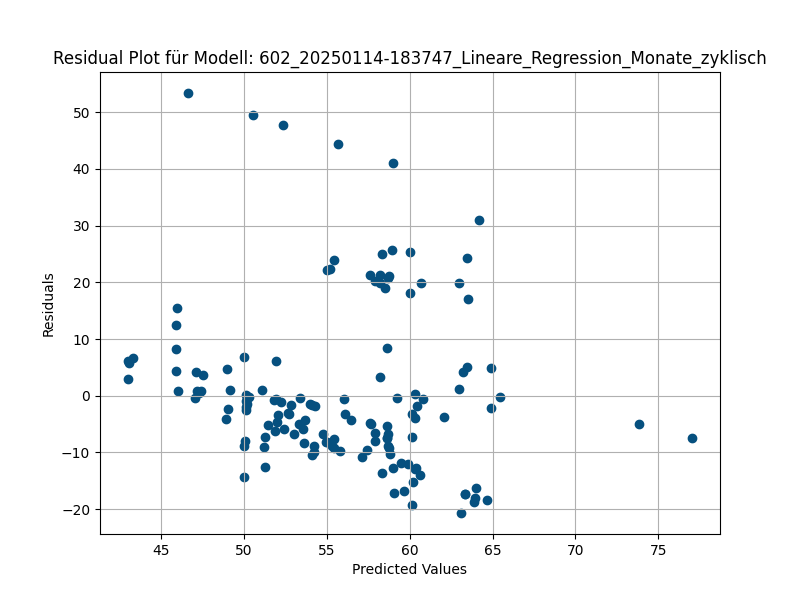 Residual Plot für Modell: 602_20250114-183747_Lineare_Regression_Monate_zyklisch
50
40
30
20
10
0
−10
−20
Residuals
45 50 55 60 65 70 75
Predicted Values